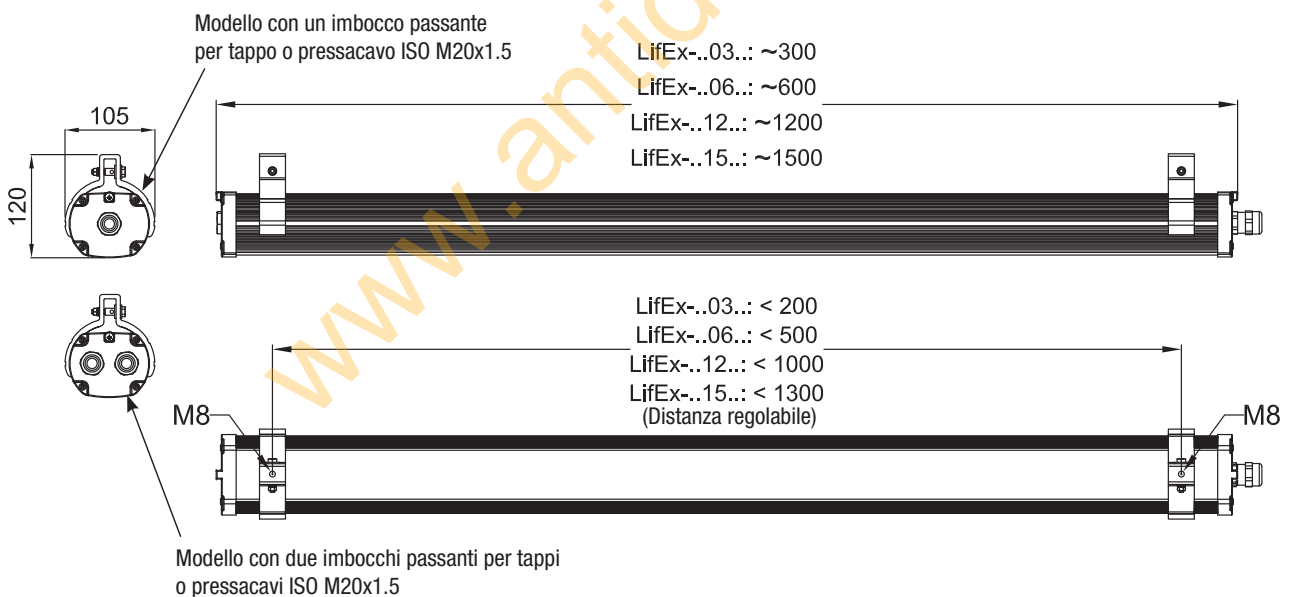 Modello con un imbocco passante
per tappo o pressacavo ISO M20x1.5
LifEx-..03..: ~300
LifEx-..06..: ~600
LifEx-..12..: ~1200
LifEx-..15..: ~1500
105
120
LifEx-..03..: < 200
LifEx-..06..: < 500
LifEx-..12..: < 1000
LifEx-..15..: < 1300
(Distanza regolabile)
M8
M8
Modello con due imbocchi passanti per tappi
o pressacavi ISO M20x1.5